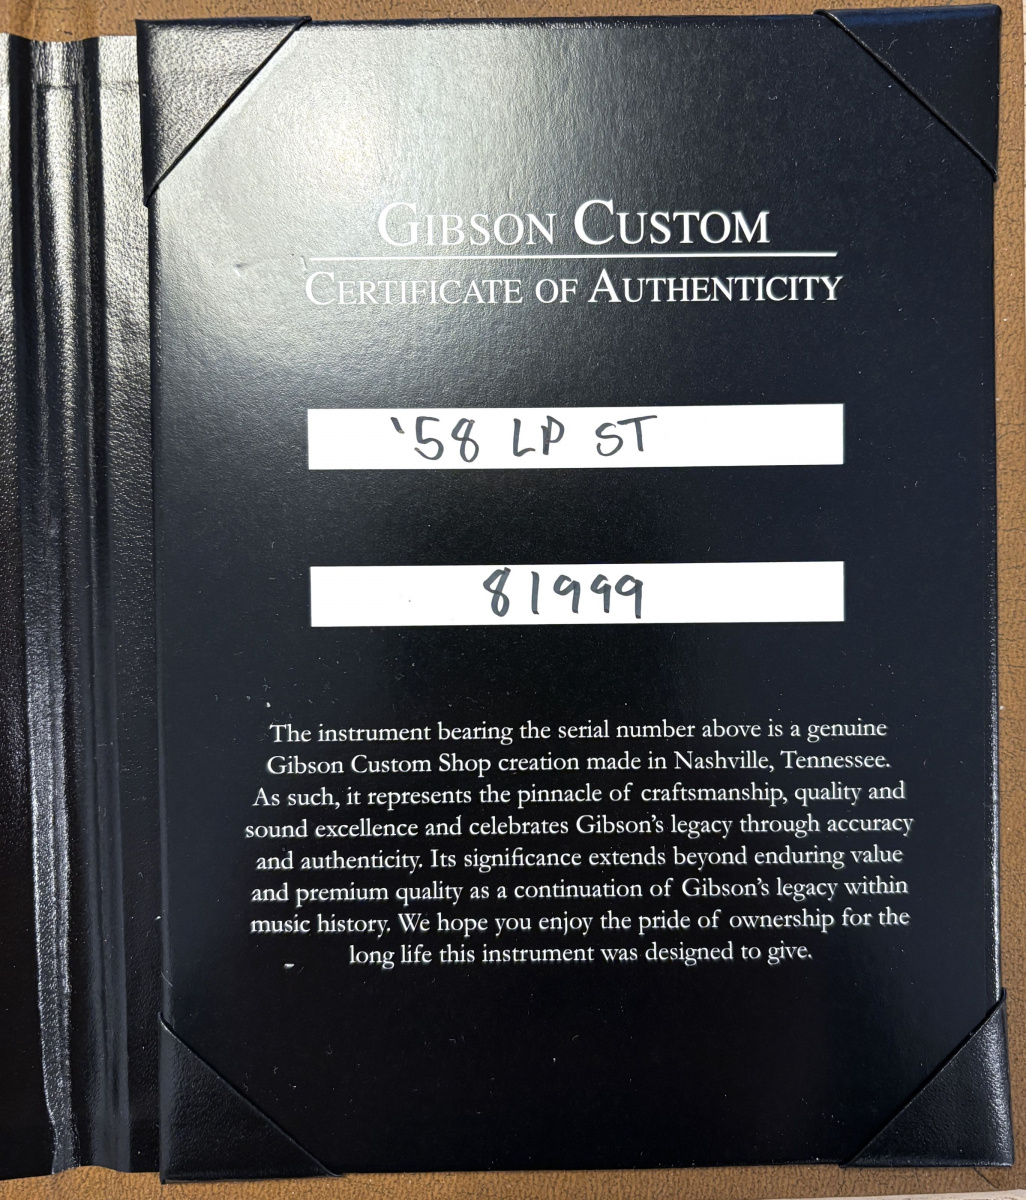 GIBSON CUSTOM
CERTIFICATE OF AUTHENTICITY
'58 LP ST
81999
The instrument bearing the serial number above is a genuine
Gibson Custom Shop creation made in Nashville, Tennessee.
As such, it represents the pinnacle of craftsmanship, quality and
sound excellence and celebrates Gibson's legacy through accuracy
and authenticity. Its significance extends beyond enduring value
and premium quality as a continuation of Gibson's legacy within
music history. We hope you enjoy the pride of ownership for the
long life this instrument was designed to give.